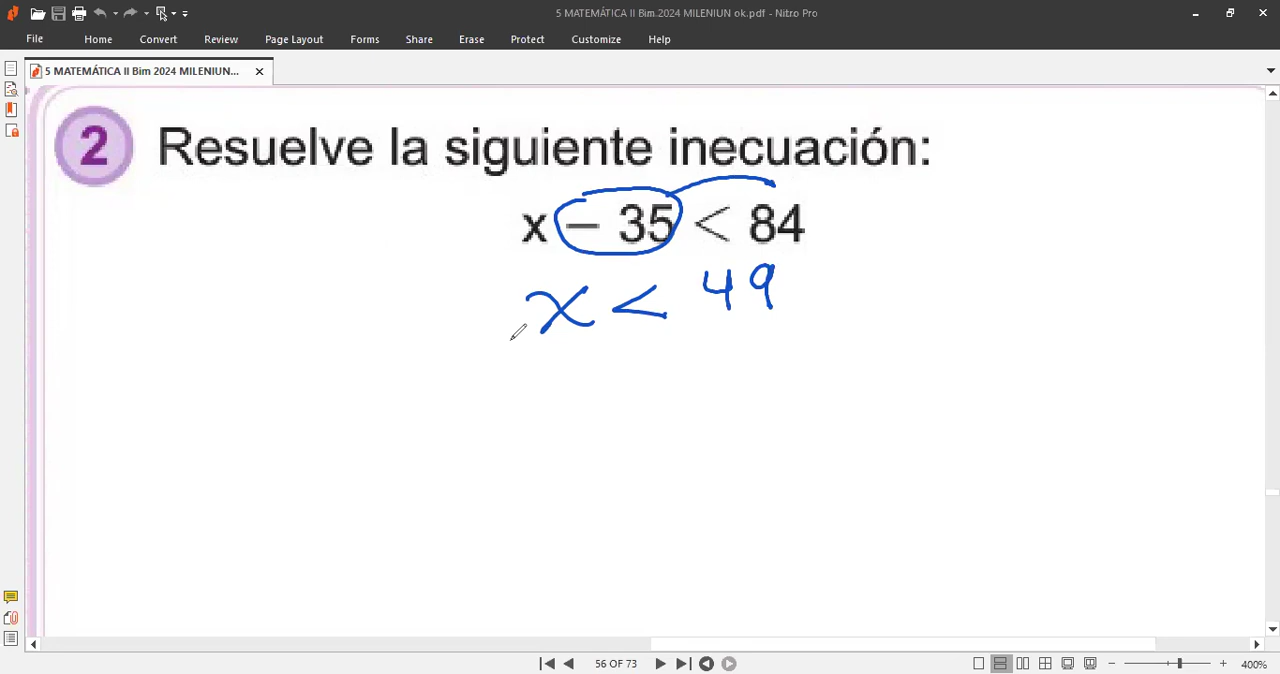 5 MATEMÁTICA II Bim.2024 MILENIUN ok.pdf - Nitro Pro
File Home Convert Review Page Layout Forms Share Erase Protect Customize Help
5 MATEMÁTICA II Bim 2024 MILENIUN...
2 Resuelve la siguiente inecuación:
x − 35 < 84
x < 49
56 OF 73
400%